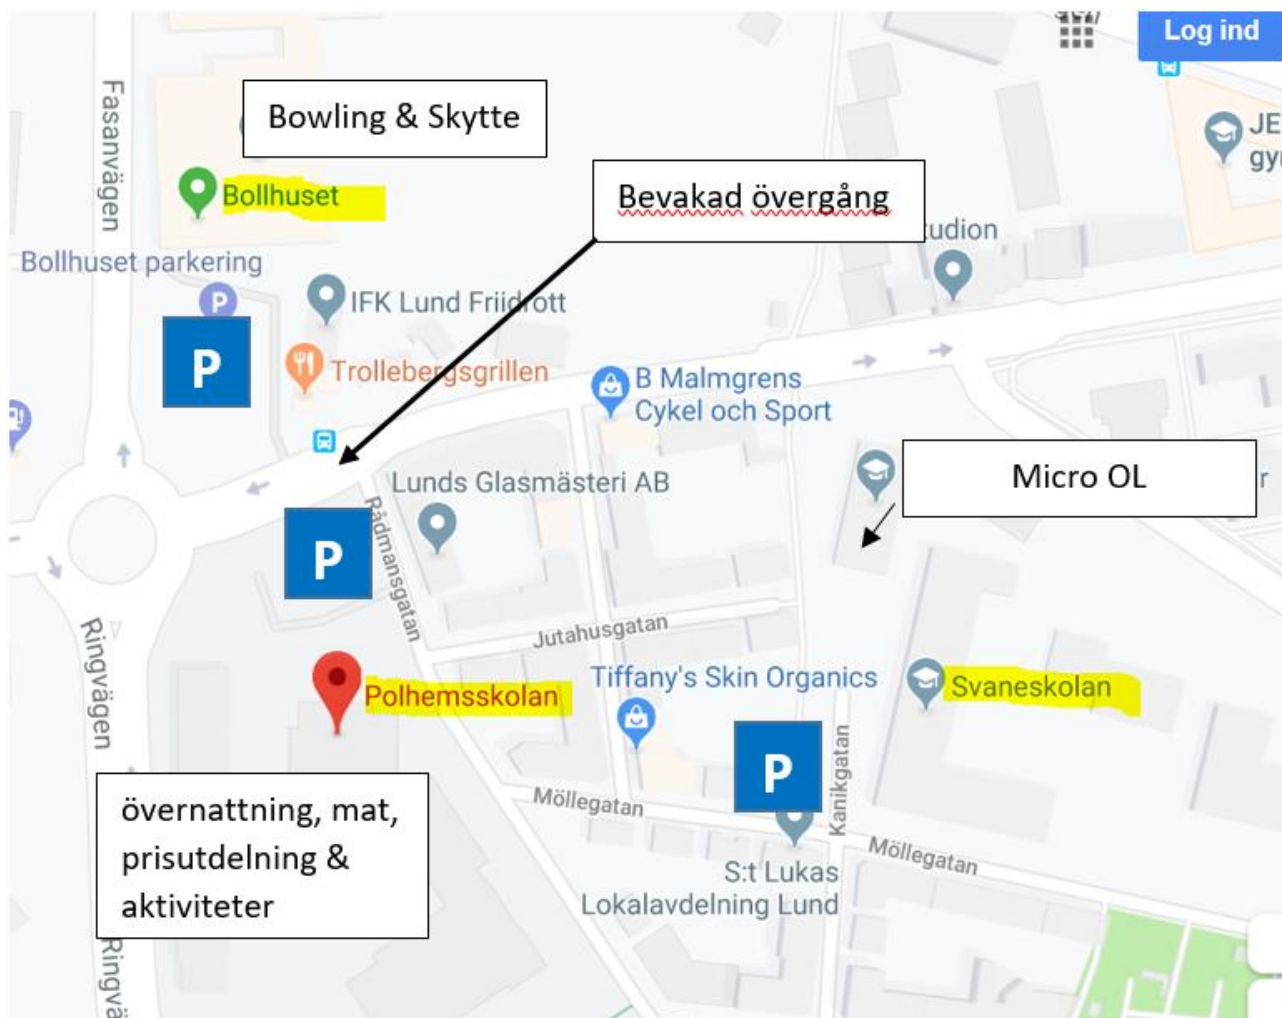 Log ind
Fasanvägen
Bowling & Skytte
JE
Bollhuset
Bevakad övergång
gy
tudion
Bollhuset parkering
P
IFK Lund Friidrott
P
Trollebergsgrillen
B Malmgrens
Cykel och Sport
Lunds Glasmästeri AB
Micro OL
r
P
Rådmansgatan
Ringvägen
Jutahusgatan
Polhemsskolan
Tiffany's Skin Organics
Svaneskolan
P
Kanikgatan
övernattning, mat,
prisutdelning &
aktiviteter
Möllegatan
Möllegatan
S:t Lukas
Lokalavdelning Lund
Ringvä